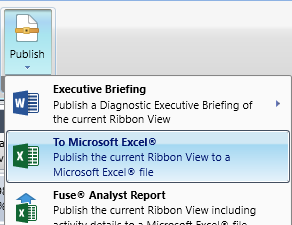 Publish
Executive Briefing
Publish a Diagnostic Executive Briefing of
the current Ribbon View
To Microsoft Excel®
Publish the current Ribbon View to a
Microsoft Excel® file
Fuse® Analyst Report
Publish the current Ribbon View including
activity details to a Microsoft Excel® file